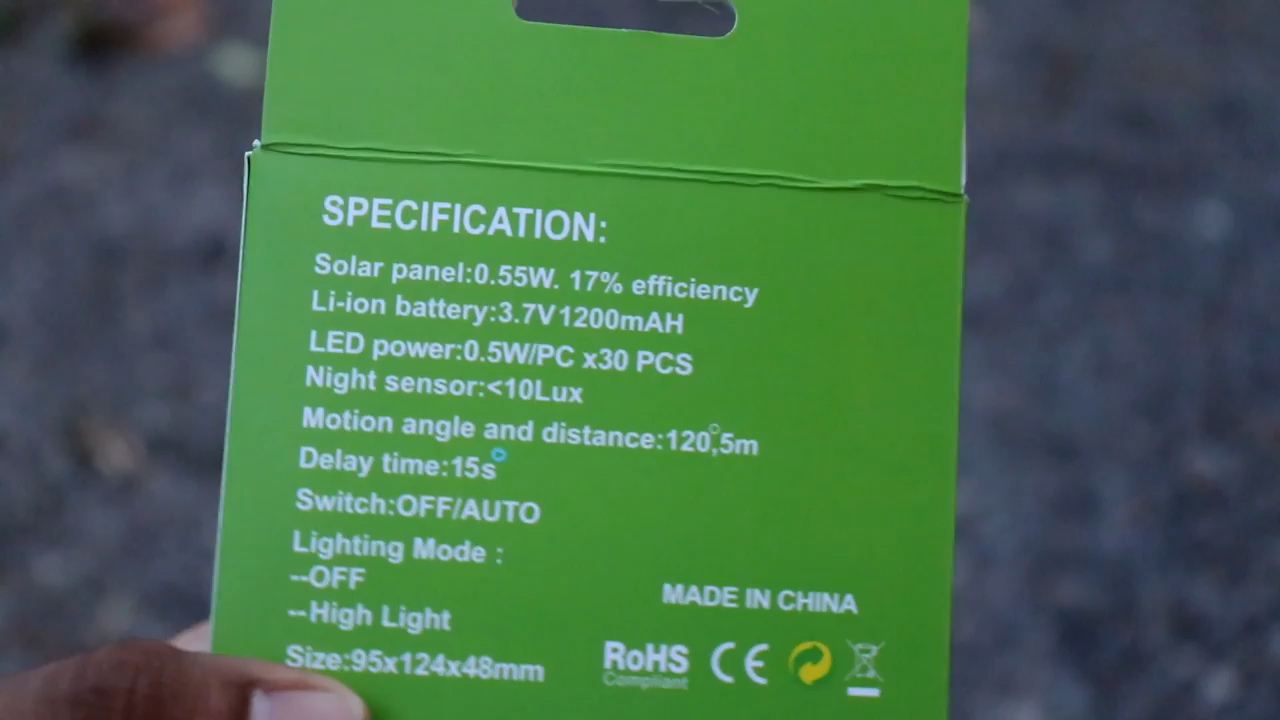 SPECIFICATION:
Solar panel:0.55W. 17% efficiency
Li-ion battery:3.7V1200mAH
LED power:0.5W/PC x30 PCS
Night sensor:<10Lux
Motion angle and distance:120°,5m
Delay time:15s
Switch:OFF/AUTO
Lighting Mode :
--OFF
--High Light
MADE IN CHINA
Size:95x124x48mm
RoHS
Compliant
CE